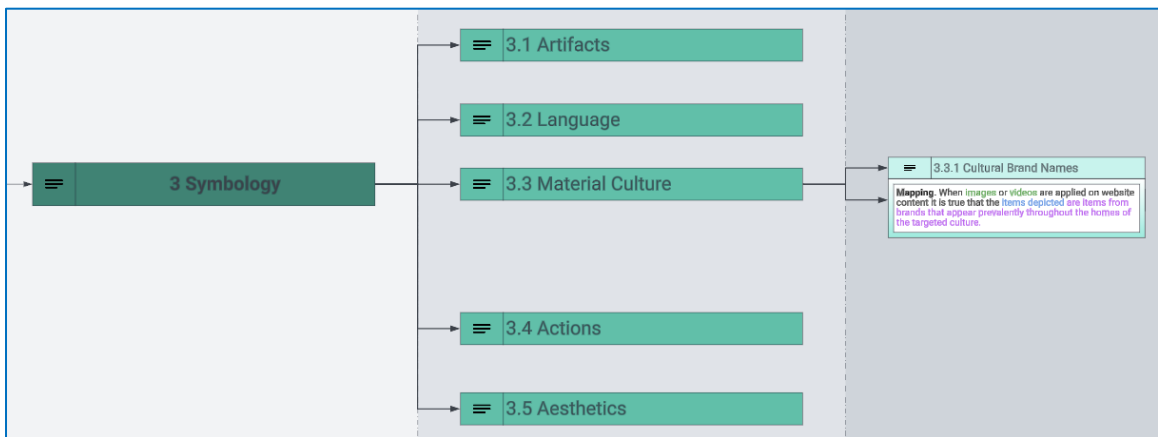 3 Symbology
3.1 Artifacts
3.2 Language
3.3 Material Culture
3.3.1 Cultural Brand Names
Mapping. When images or videos are applied on website
content it is true that the items depicted are items from
brands that appear prevalently throughout the homes of
the targeted culture.
3.4 Actions
3.5 Aesthetics